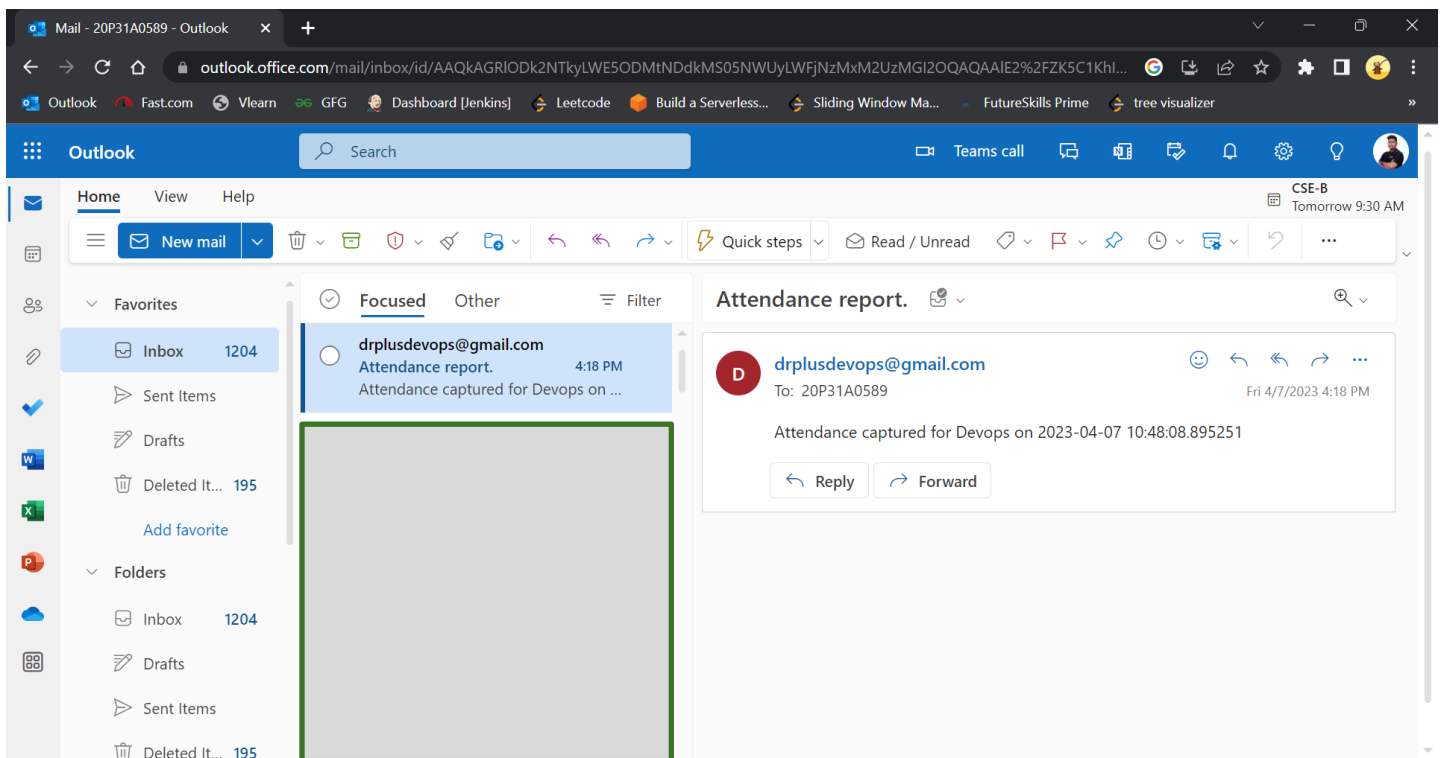 Mail - 20P31A0589 - Outlook
outlook.office.com/mail/inbox/id/AAQkAGRlODk2NTkyLWE5ODMtNDdkMS05NWUyLWFjNzMxM2UzMGI2OQAQAAlE2%2FZK5C1KhI...
Outlook Fast.com Vlearn GFG Dashboard [Jenkins] Leetcode Build a Serverless... Sliding Window Ma... FutureSkills Prime tree visualizer »
Outlook Search Teams call
Home View Help
CSE-B
Tomorrow 9:30 AM
New mail Quick steps Read / Unread
Favorites
Inbox 1204
Sent Items
Drafts
Deleted It... 195
Add favorite
Folders
Inbox 1204
Drafts
Sent Items
Deleted It... 195
Focused Other Filter
drplusdevops@gmail.com
Attendance report. 4:18 PM
Attendance captured for Devops on ...
Attendance report.
D
drplusdevops@gmail.com
To: 20P31A0589
Fri 4/7/2023 4:18 PM
Attendance captured for Devops on 2023-04-07 10:48:08.895251
Reply Forward